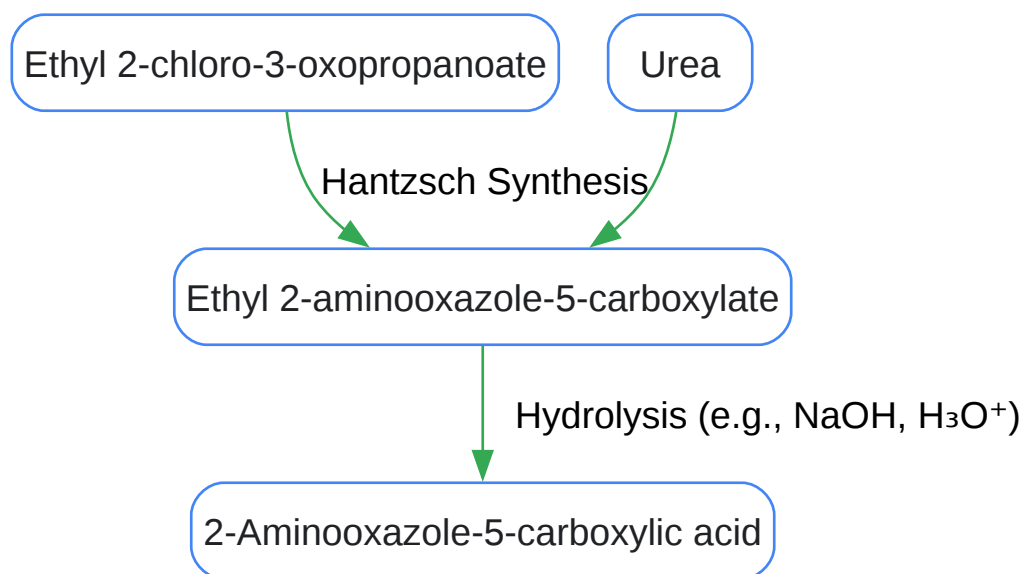 Ethyl 2-chloro-3-oxopropanoate
Urea
Hantzsch Synthesis
Ethyl 2-aminooxazole-5-carboxylate
Hydrolysis (e.g., NaOH, H₃O⁺)
2-Aminooxazole-5-carboxylic acid